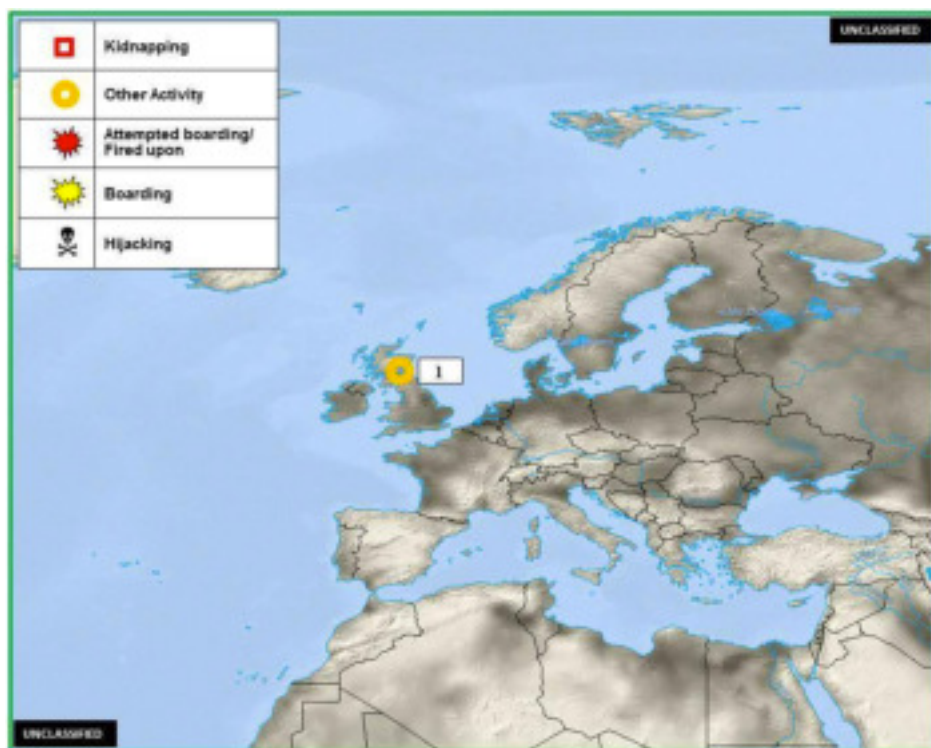 UNCLASSIFIED
Kidnapping
Other Activity
Attempted boarding/
Fired upon
Boarding
Hijacking
1
UNCLASSIFIED